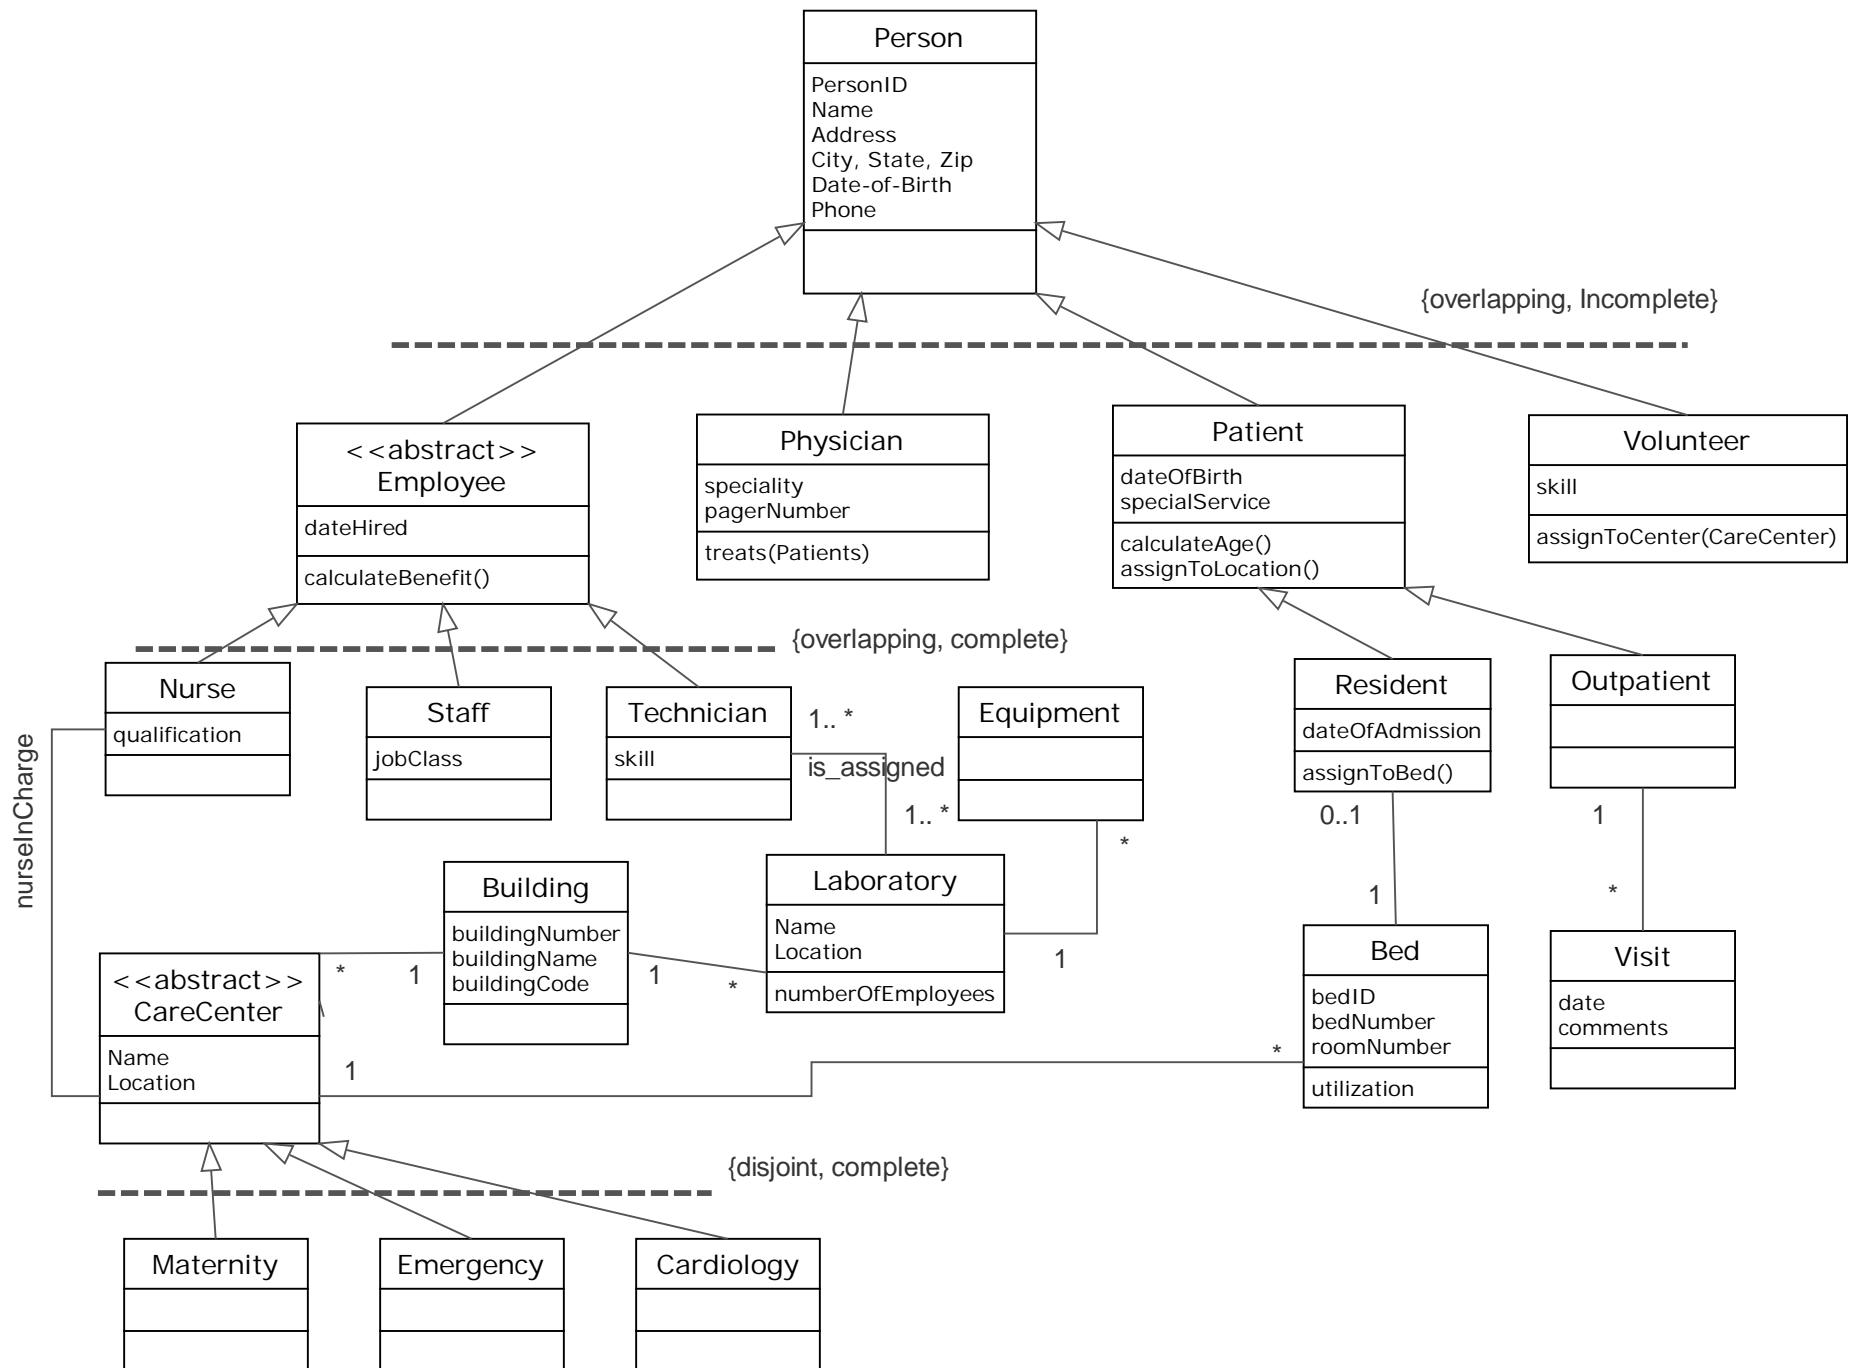 Person
PersonID
Name
Address
City, State, Zip
Date-of-Birth
Phone
{overlapping, Incomplete}
<<abstract>>
Employee
dateHired
calculateBenefit()
Physician
speciality
pagerNumber
treats(Patients)
Patient
dateOfBirth
specialService
calculateAge()
assignToLocation()
Volunteer
skill
assignToCenter(CareCenter)
{overlapping, complete}
Nurse
qualification
Staff
jobClass
Technician
skill
1.. *
is_assigned
1.. *
Equipment
*
Resident
dateOfAdmission
assignToBed()
0..1
1
Outpatient
1
*
nurseInCharge
Building
buildingNumber
buildingName
buildingCode
*
1
1
*
Laboratory
Name
Location
numberOfEmployees
1
<<abstract>>
CareCenter
Name
Location
1
*
Bed
bedID
bedNumber
roomNumber
utilization
Visit
date
comments
{disjoint, complete}
Maternity
Emergency
Cardiology